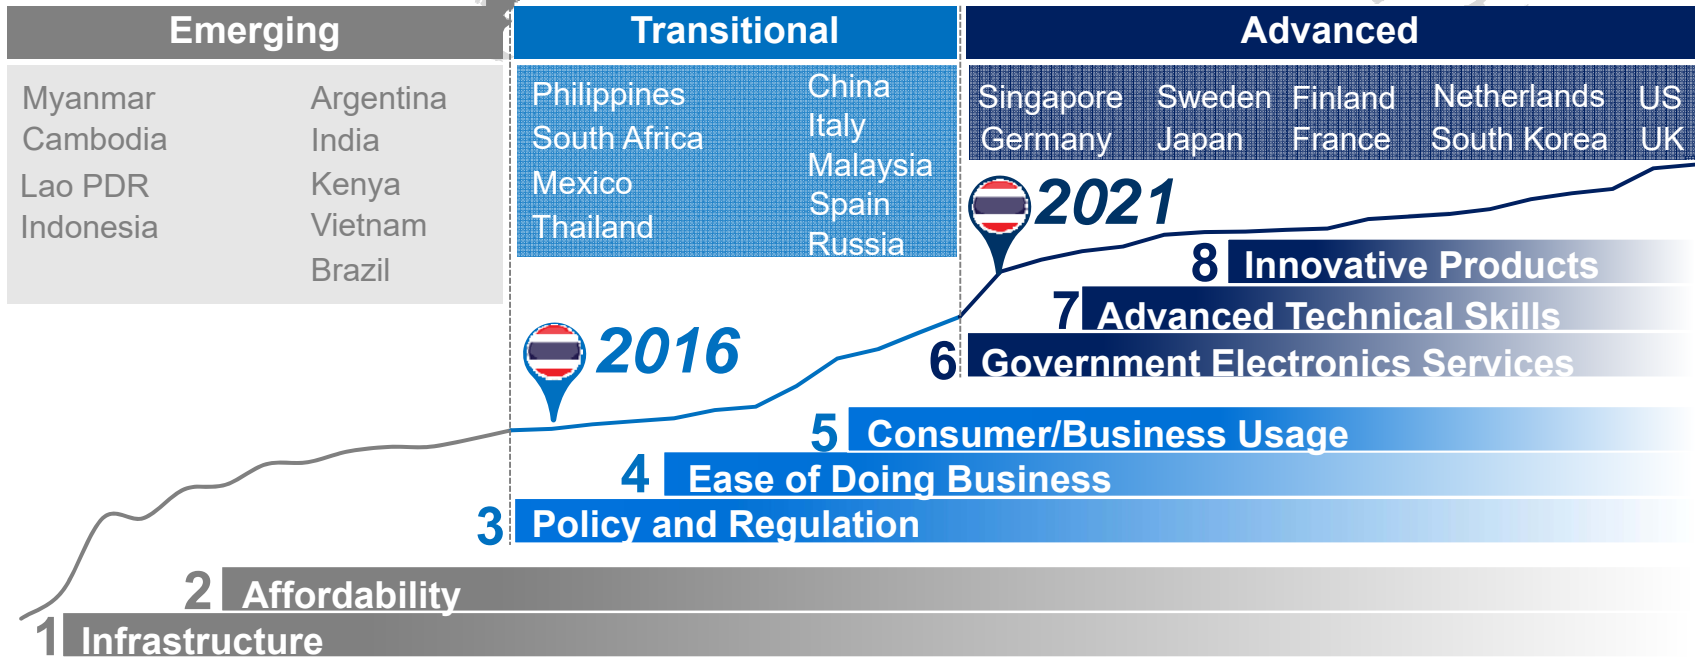 Emerging
Transitional
Advanced
Myanmar
Cambodia
Lao PDR
Indonesia
Argentina
India
Kenya
Vietnam
Brazil
Philippines
South Africa
Mexico
Thailand
China
Italy
Malaysia
Spain
Russia
Singapore Sweden Finland Netherlands US
Germany Japan France South Korea UK
2021
2016
8 Innovative Products
7 Advanced Technical Skills
6 Government Electronics Services
5 Consumer/Business Usage
4 Ease of Doing Business
3 Policy and Regulation
2 Affordability
1 Infrastructure